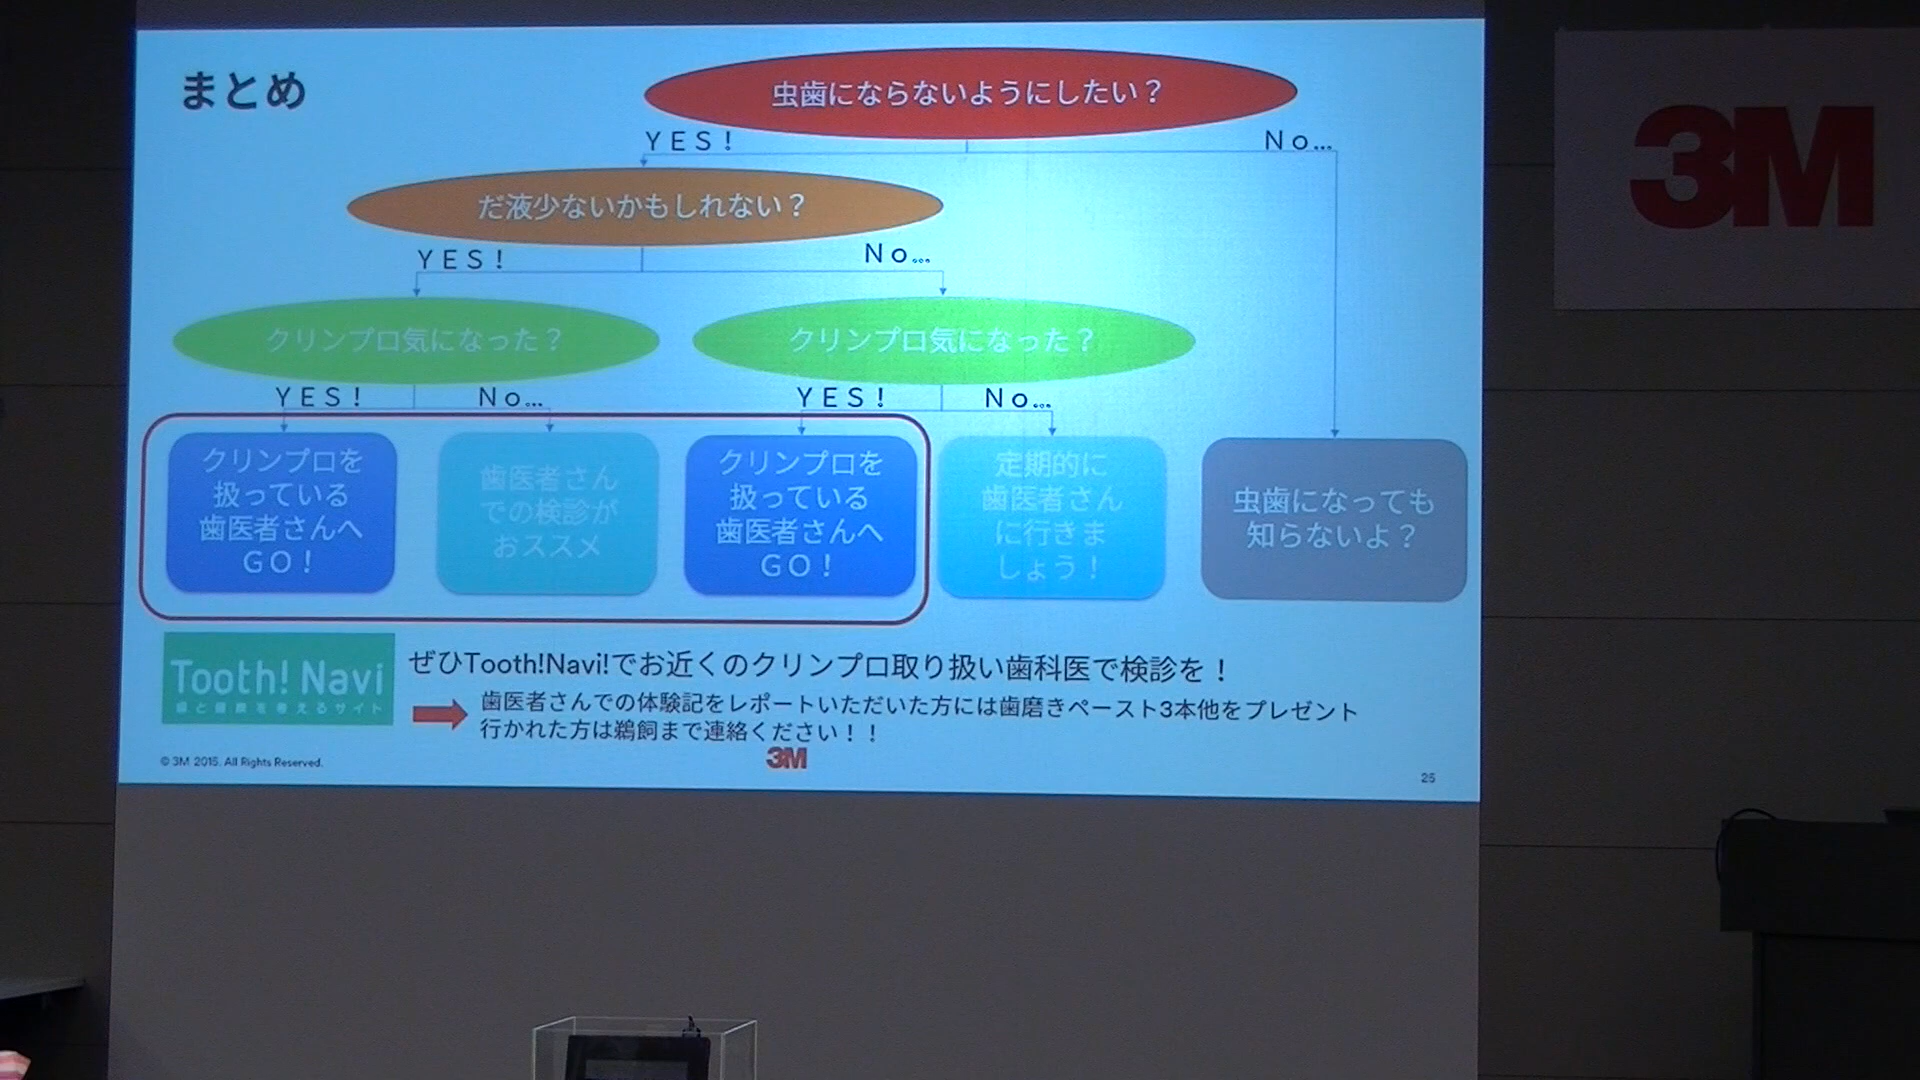 まとめ
虫歯にならないようにしたい？
ＹＥＳ！
Ｎｏ…
だ液少ないかもしれない？
ＹＥＳ！
Ｎｏ…
クリンプロ気になった？
クリンプロ気になった？
ＹＥＳ！
Ｎｏ…
ＹＥＳ！
Ｎｏ…
クリンプロを
扱っている
歯医者さんへ
ＧＯ！
歯医者さん
での検診が
おススメ
クリンプロを
扱っている
歯医者さんへ
ＧＯ！
定期的に
歯医者さん
に行きま
しょう！
虫歯になっても
知らないよ？
Tooth! Navi
歯と健康を考えるサイト
ぜひTooth!Navi!でお近くのクリンプロ取り扱い歯科医で検診を！
歯医者さんでの体験記をレポートいただいた方には歯磨きペースト3本他をプレゼント
行かれた方は鵜飼まで連絡ください！！
© 3M 2015. All Rights Reserved.
3M
25
3M